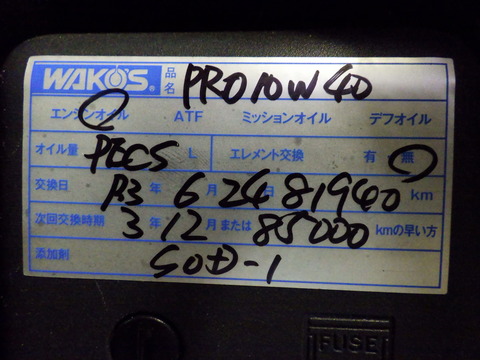 WAKO'S® 品名 PRO 10W40
エンジンオイル ATF ミッションオイル デフオイル
オイル量 PECS L エレメント交換 有 無
交換日 R3 年 6 月 24 日 81940 km
次回交換時期 3 年 12 月または 85000 kmの早い方
添加剤 SOD-1
FUSE